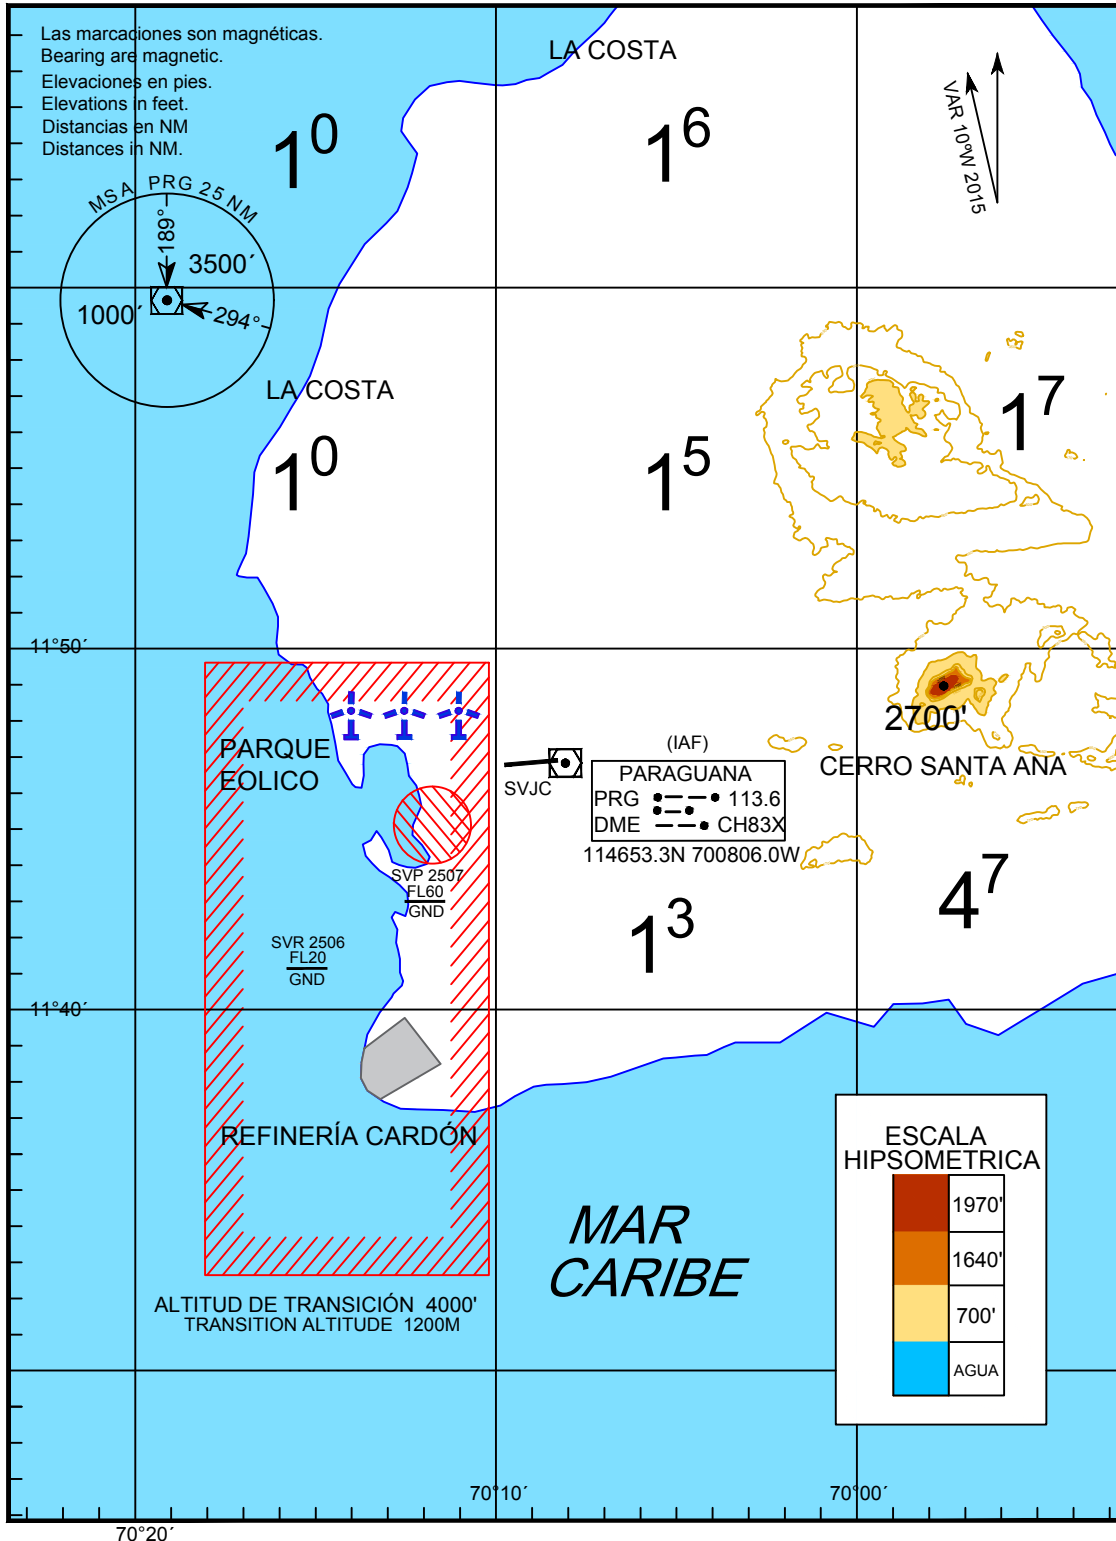 Las marcaciones son magnéticas.
Bearing are magnetic.
Elevaciones en pies.
Elevations in feet.
Distancias en NM
Distances in NM.
LA COSTA
VAR 10°W 2015
1⁰
1⁶
MSA PRG 25 NM
189°
3500´
1000´
294°
LA COSTA
1⁷
1⁰
1⁵
11°50´
2700'
CERRO SANTA ANA
PARQUE
EOLICO
SVJC
(IAF)
PARAGUANA
PRG 113.6
DME CH83X
114653.3N 700806.0W
SVP 2507
FL60
GND
4⁷
1³
SVR 2506
FL20
GND
11°40´
REFINERÍA CARDÓN
ESCALA
HIPSOMETRICA
1970'
1640'
700'
AGUA
MAR
CARIBE
ALTITUD DE TRANSICIÓN 4000'
TRANSITION ALTITUDE 1200M
70°10´
70°00´
70°20´